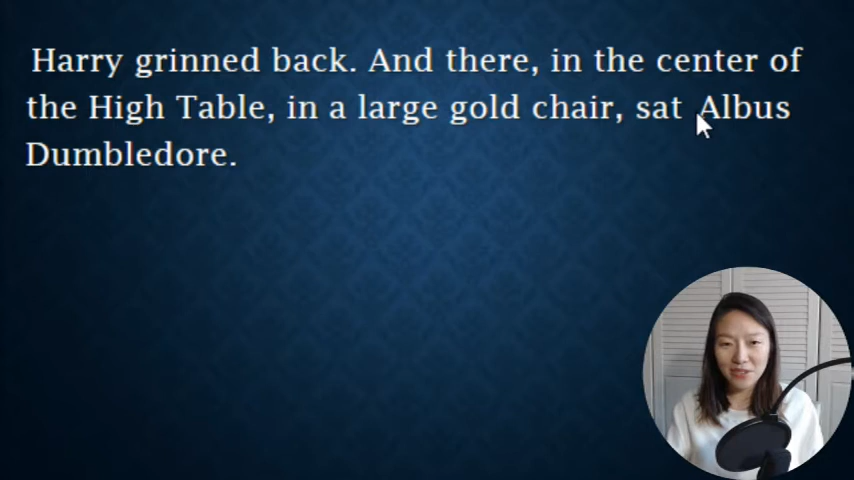 Harry grinned back. And there, in the center of
the High Table, in a large gold chair, sat Albus
Dumbledore.